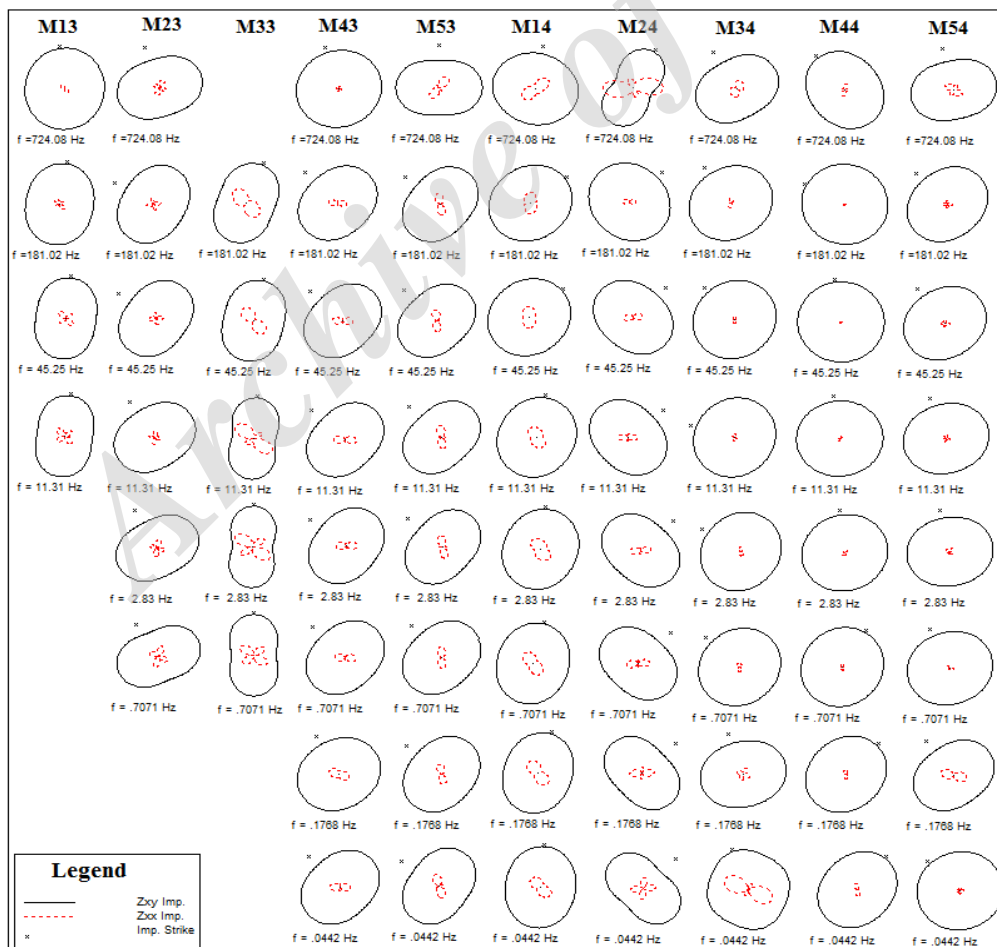 M13 M23 M33 M43 M53 M14 M24 M34 M44 M54
f =724.08 Hz f =724.08 Hz f =724.08 Hz f =724.08 Hz f =724.08 Hz f =724.08 Hz f =724.08 Hz f =724.08 Hz f =724.08 Hz
f =181.02 Hz f =181.02 Hz f =181.02 Hz f =181.02 Hz f =181.02 Hz f =181.02 Hz f =181.02 Hz f =181.02 Hz f =181.02 Hz f =181.02 Hz
f = 45.25 Hz f = 45.25 Hz f = 45.25 Hz f = 45.25 Hz f = 45.25 Hz f = 45.25 Hz f = 45.25 Hz f = 45.25 Hz f = 45.25 Hz f = 45.25 Hz
f = 11.31 Hz f = 11.31 Hz f = 11.31 Hz f = 11.31 Hz f = 11.31 Hz f = 11.31 Hz f = 11.31 Hz f = 11.31 Hz f = 11.31 Hz f = 11.31 Hz
f = 2.83 Hz f = 2.83 Hz f = 2.83 Hz f = 2.83 Hz f = 2.83 Hz f = 2.83 Hz f = 2.83 Hz f = 2.83 Hz f = 2.83 Hz
f = .7071 Hz f = .7071 Hz f = .7071 Hz f = .7071 Hz f = .7071 Hz f = .7071 Hz f = .7071 Hz f = .7071 Hz f = .7071 Hz
f = .1768 Hz f = .1768 Hz f = .1768 Hz f = .1768 Hz f = .1768 Hz f = .1768 Hz f = .1768 Hz
f = .0442 Hz f = .0442 Hz f = .0442 Hz f = .0442 Hz f = .0442 Hz f = .0442 Hz f = .0442 Hz
Legend
Zxy Imp.
Zxx Imp.
Imp. Strike
Archive of